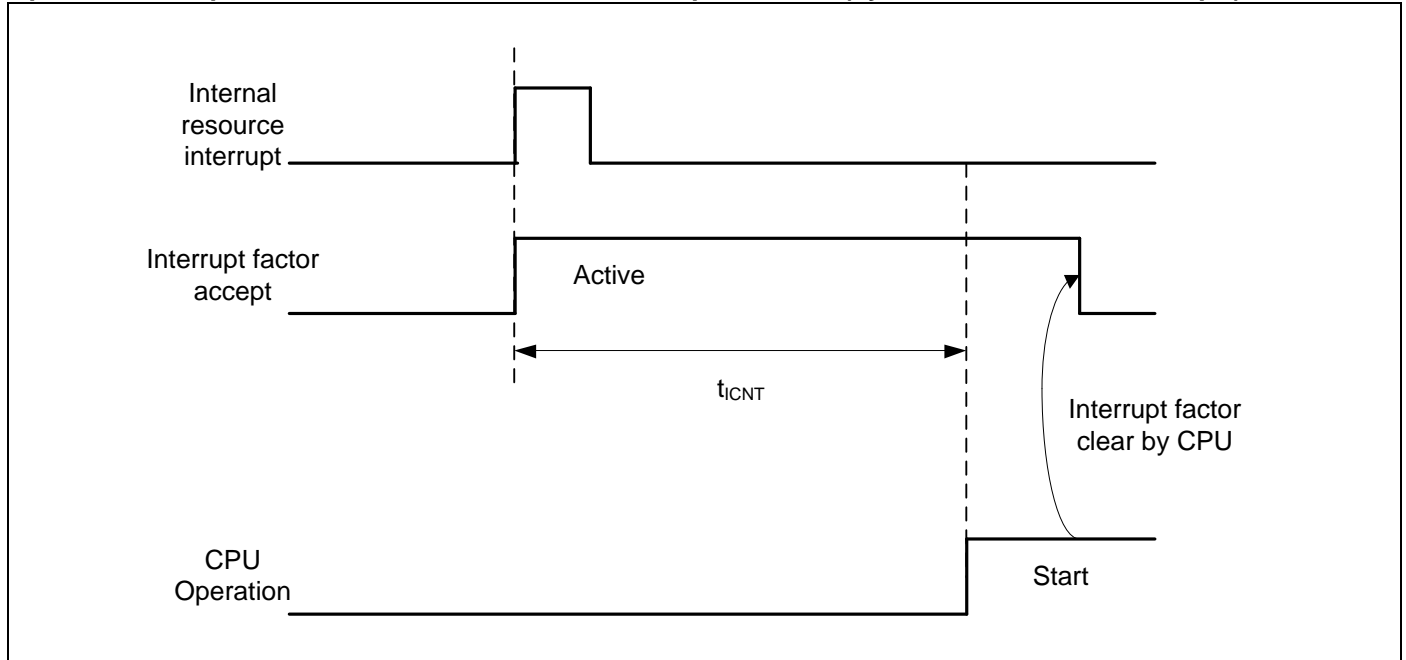 Internal
resource
interrupt
Interrupt factor
accept
Active
tICNT
Interrupt factor
clear by CPU
CPU
Operation
Start